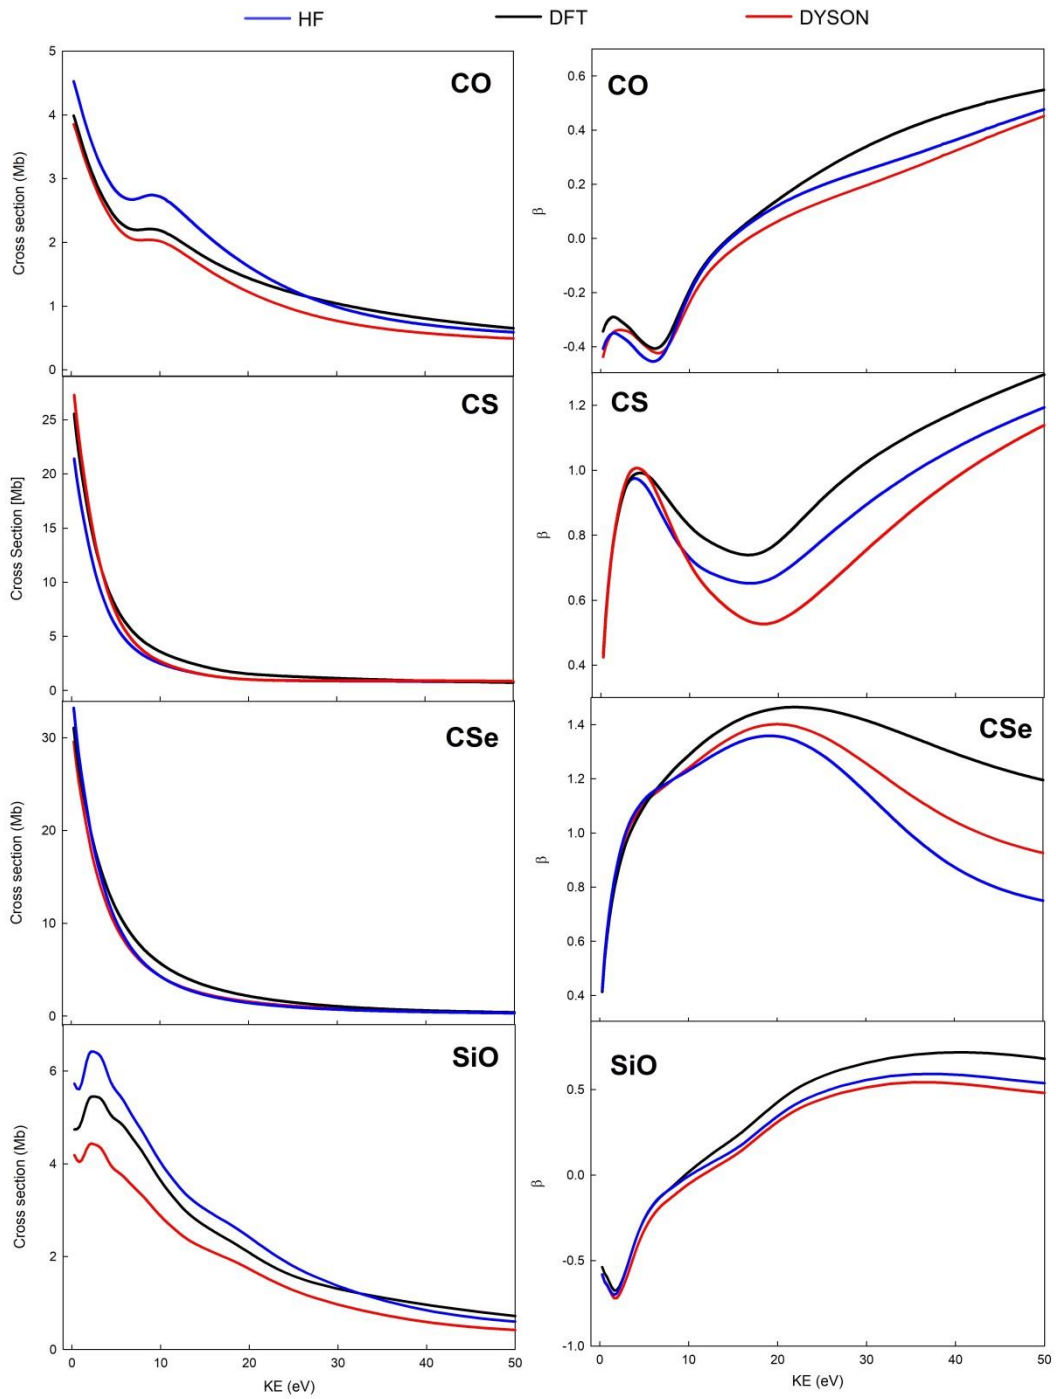 HF DFT DYSON
CO
Cross section (Mb)
5
4
3
2
1
0
CO
β
0.6
0.4
0.2
0.0
-0.2
-0.4
CS
Cross Section [Mb]
25
20
15
10
5
0
CS
β
1.2
1.0
0.8
0.6
0.4
CSe
Cross section (Mb)
30
20
10
0
CSe
β
1.4
1.2
1.0
0.8
0.6
0.4
SiO
Cross section (Mb)
6
4
2
0
0 10 20 30 40 50
KE (eV)
SiO
β
0.5
0.0
-0.5
-1.0
0 10 20 30 40 50
KE (eV)